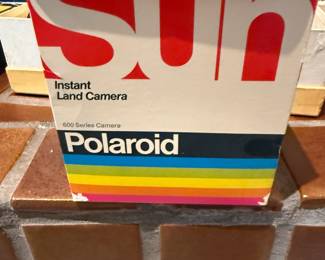 Sun
Instant
Land Camera
600 Series Camera
Polaroid